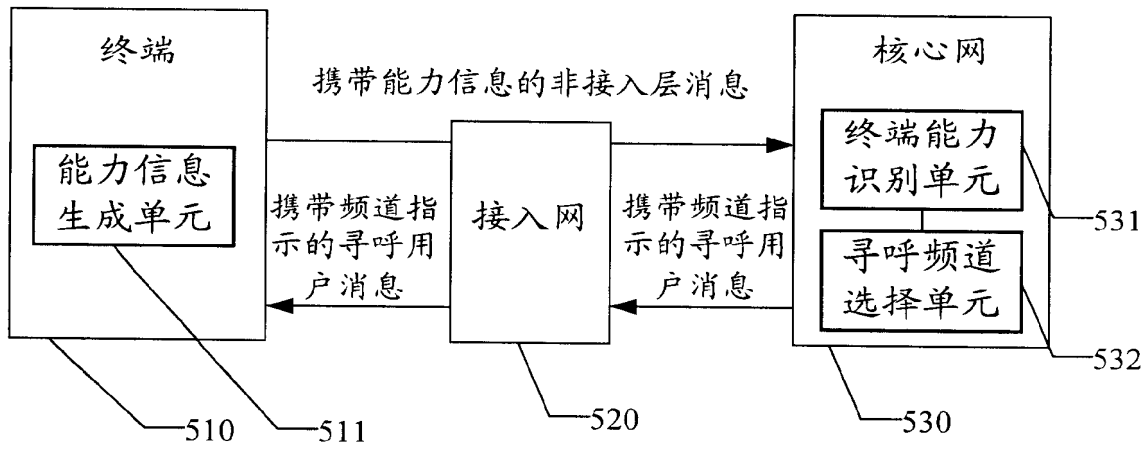 终端
核心网
携带能力信息的非接入层消息
能力信息
生成单元
携带频道指
示的寻呼用
户消息
接入网
携带频道指
示的寻呼用
户消息
终端能力
识别单元
寻呼频道
选择单元
531
532
510
511
520
530